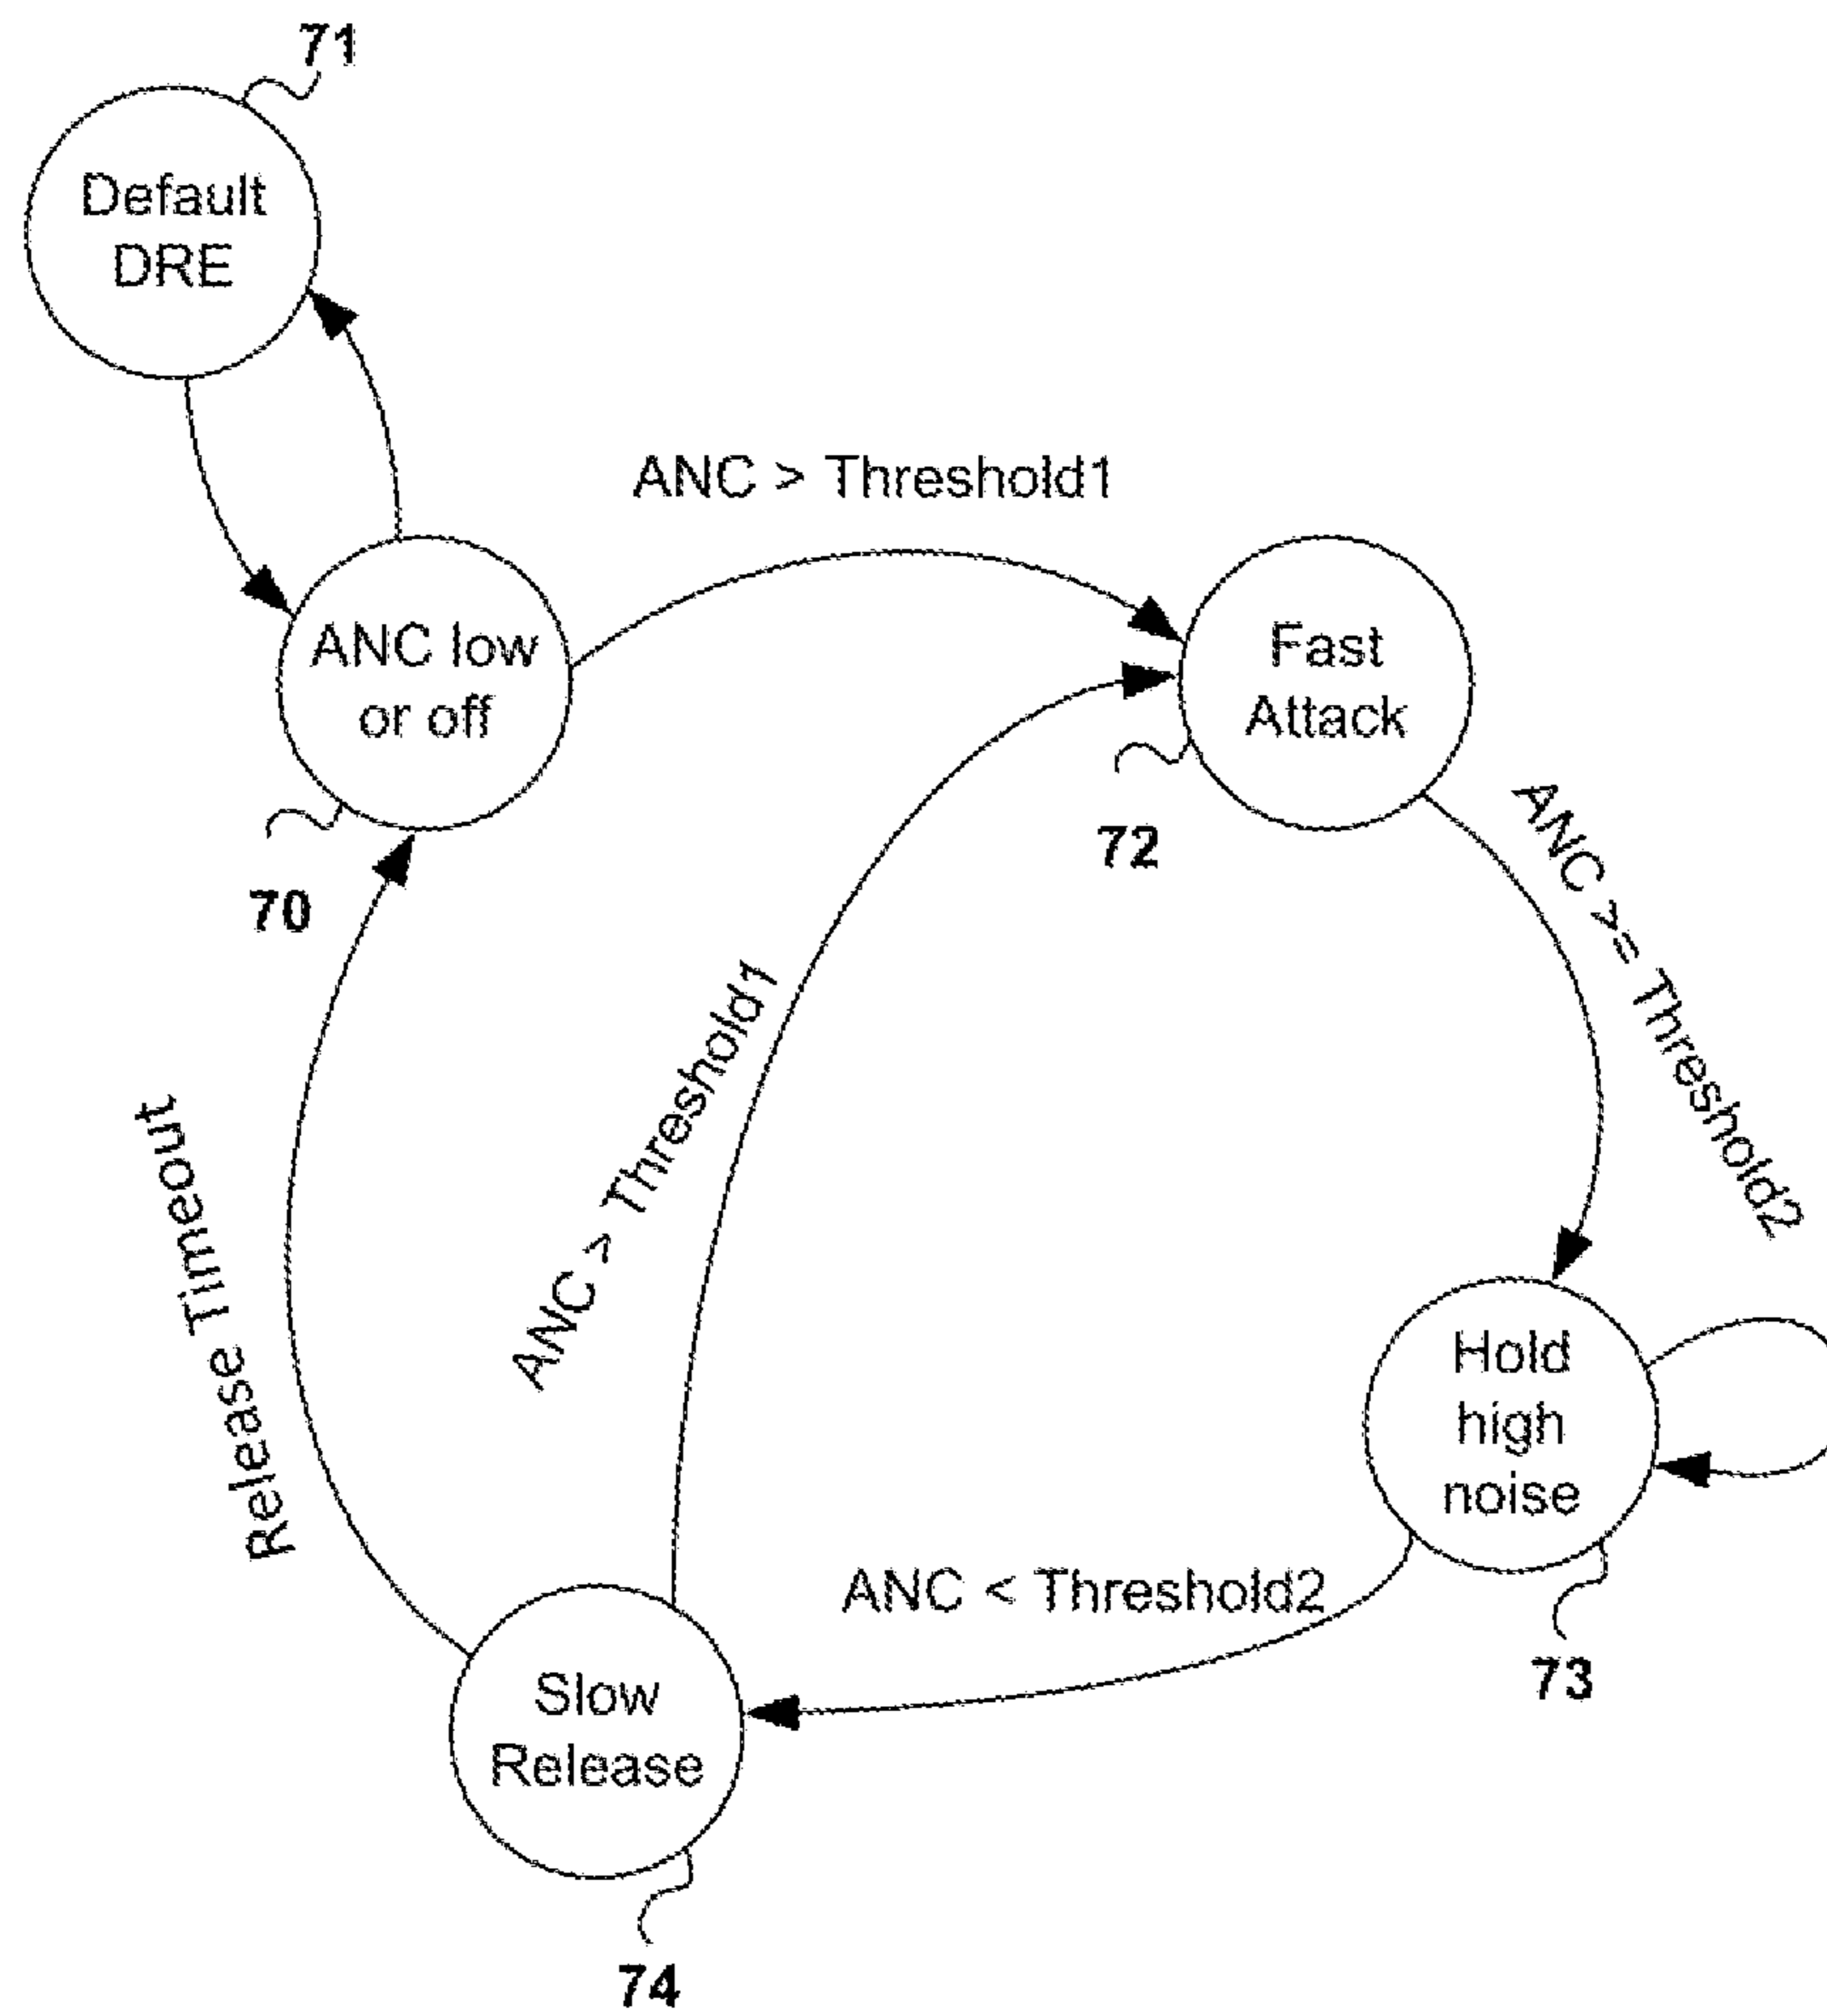 71
Default
DRE
ANC > Threshold1
ANC low
or off
Fast
Attack
70
72
ANC >= Threshold2
ANC > Threshold1
Release Timeout
Hold
high
noise
ANC < Threshold2
73
Slow
Release
74